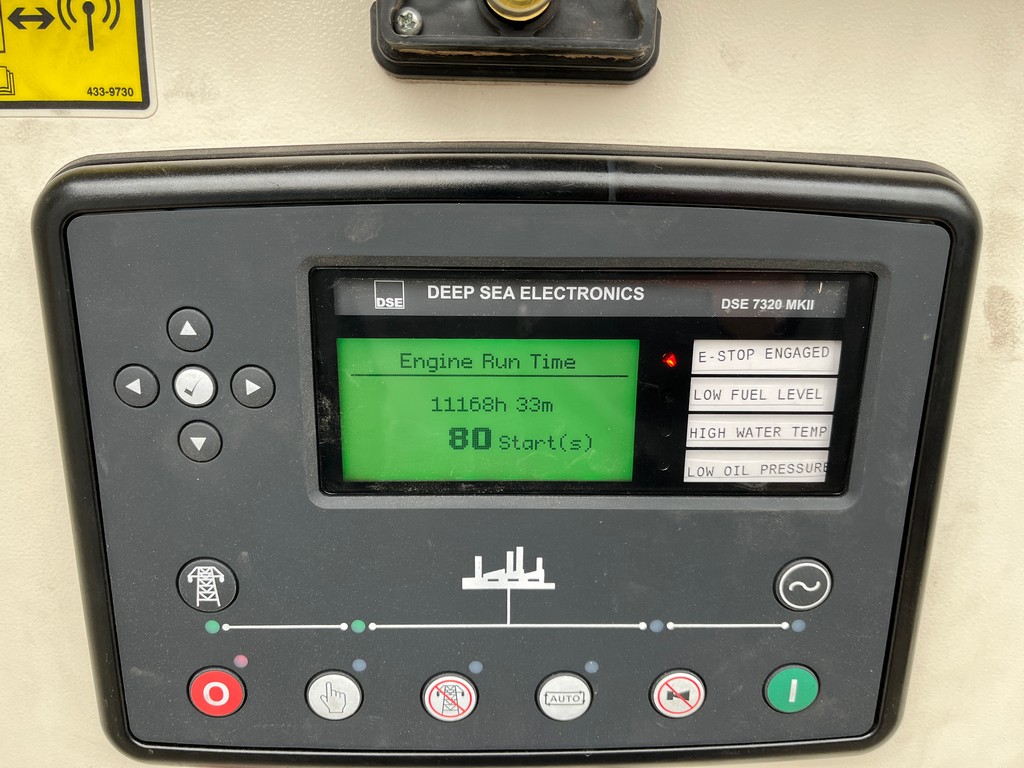 433-9730
DSE
DEEP SEA ELECTRONICS
DSE 7320 MKII
Engine Run Time
11168h 33m
80 Start(s)
E-STOP ENGAGED
LOW FUEL LEVEL
HIGH WATER TEMP
LOW OIL PRESSURE
AUTO